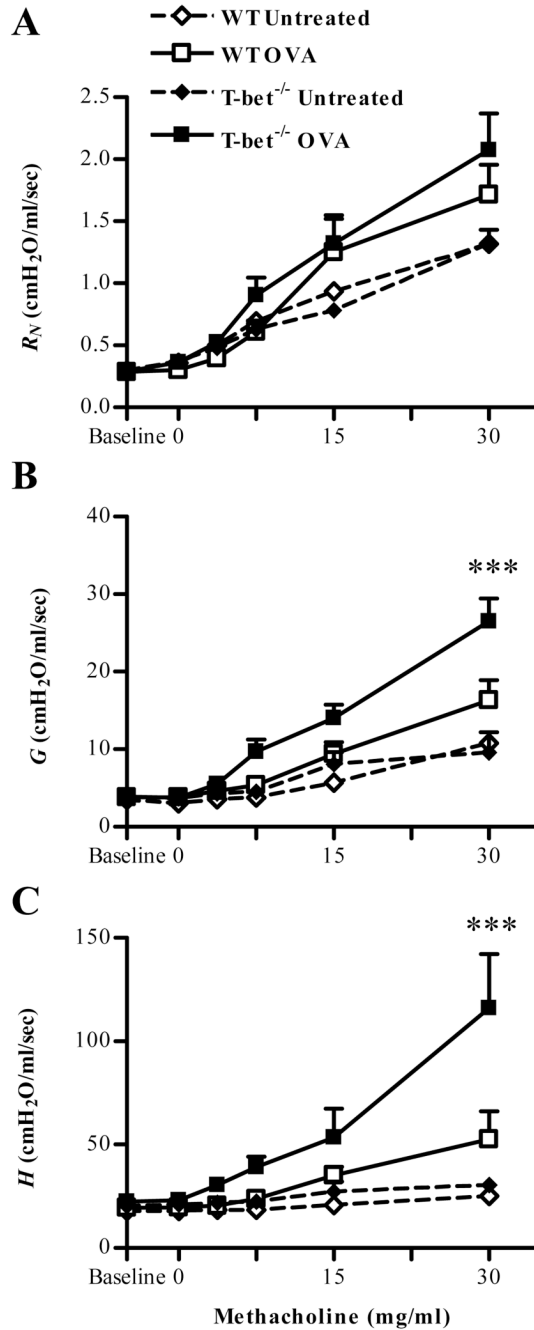 A
WT Untreated
WT OVA
T-bet-/- Untreated
T-bet-/- OVA
2.5
2.0
1.5
1.0
0.5
0.0
RN (cmH2O/ml/sec)
Baseline 0 15 30
B
40
30
20
10
0
G (cmH2O/ml/sec)
***
Baseline 0 15 30
C
150
100
50
0
H (cmH2O/ml/sec)
***
Baseline 0 15 30
Methacholine (mg/ml)